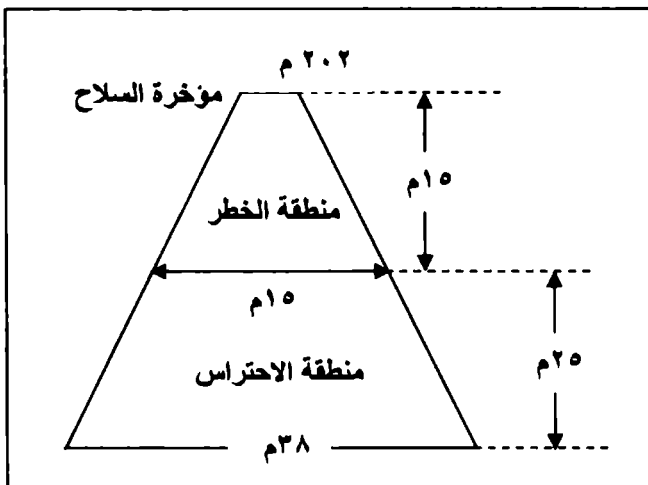 ٢٠٢ م
مؤخرة السلاح
١٥م
منطقة الخطر
١٥م
منطقة الاحتراس
٢٥م
٣٨م